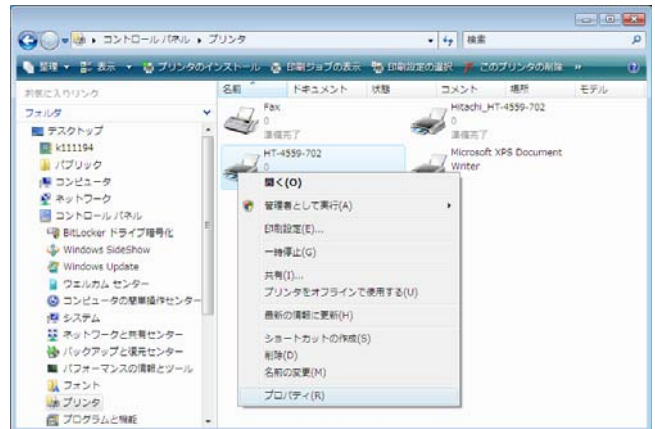 コントロール パネル ▸ プリンタ
検索
整理 表示 プリンタのインストール 印刷ジョブの表示 印刷設定の選択 このプリンタの削除 »
お気に入りリンク
フォルダ
デスクトップ
k111194
パブリック
コンピュータ
ネットワーク
コントロール パネル
BitLocker ドライブ暗号化
Windows SideShow
Windows Update
ウェルカム センター
コンピュータの簡単操作センター
システム
ネットワークと共有センター
バックアップと復元センター
パフォーマンスの情報とツール
フォント
プリンタ
プログラムと機能
名前 ドキュメント 状態 コメント 場所 モデル
Fax
0
準備完了
Hitachi_HT-4559-702
0
準備完了
HT-4559-702
0
Microsoft XPS Document
Writer
開く(O)
管理者として実行(A)
印刷設定(E)...
一時停止(G)
共有(I)...
プリンタをオフラインで使用する(U)
最新の情報に更新(H)
ショートカットの作成(S)
削除(D)
名前の変更(M)
プロパティ(R)